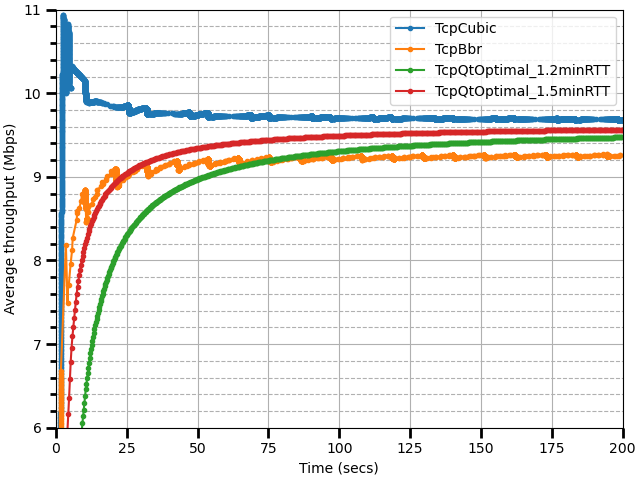 11
10
9
8
7
6
Average throughput (Mbps)
TcpCubic
TcpBbr
TcpQtOptimal_1.2minRTT
TcpQtOptimal_1.5minRTT
0 25 50 75 100 125 150 175 200
Time (secs)